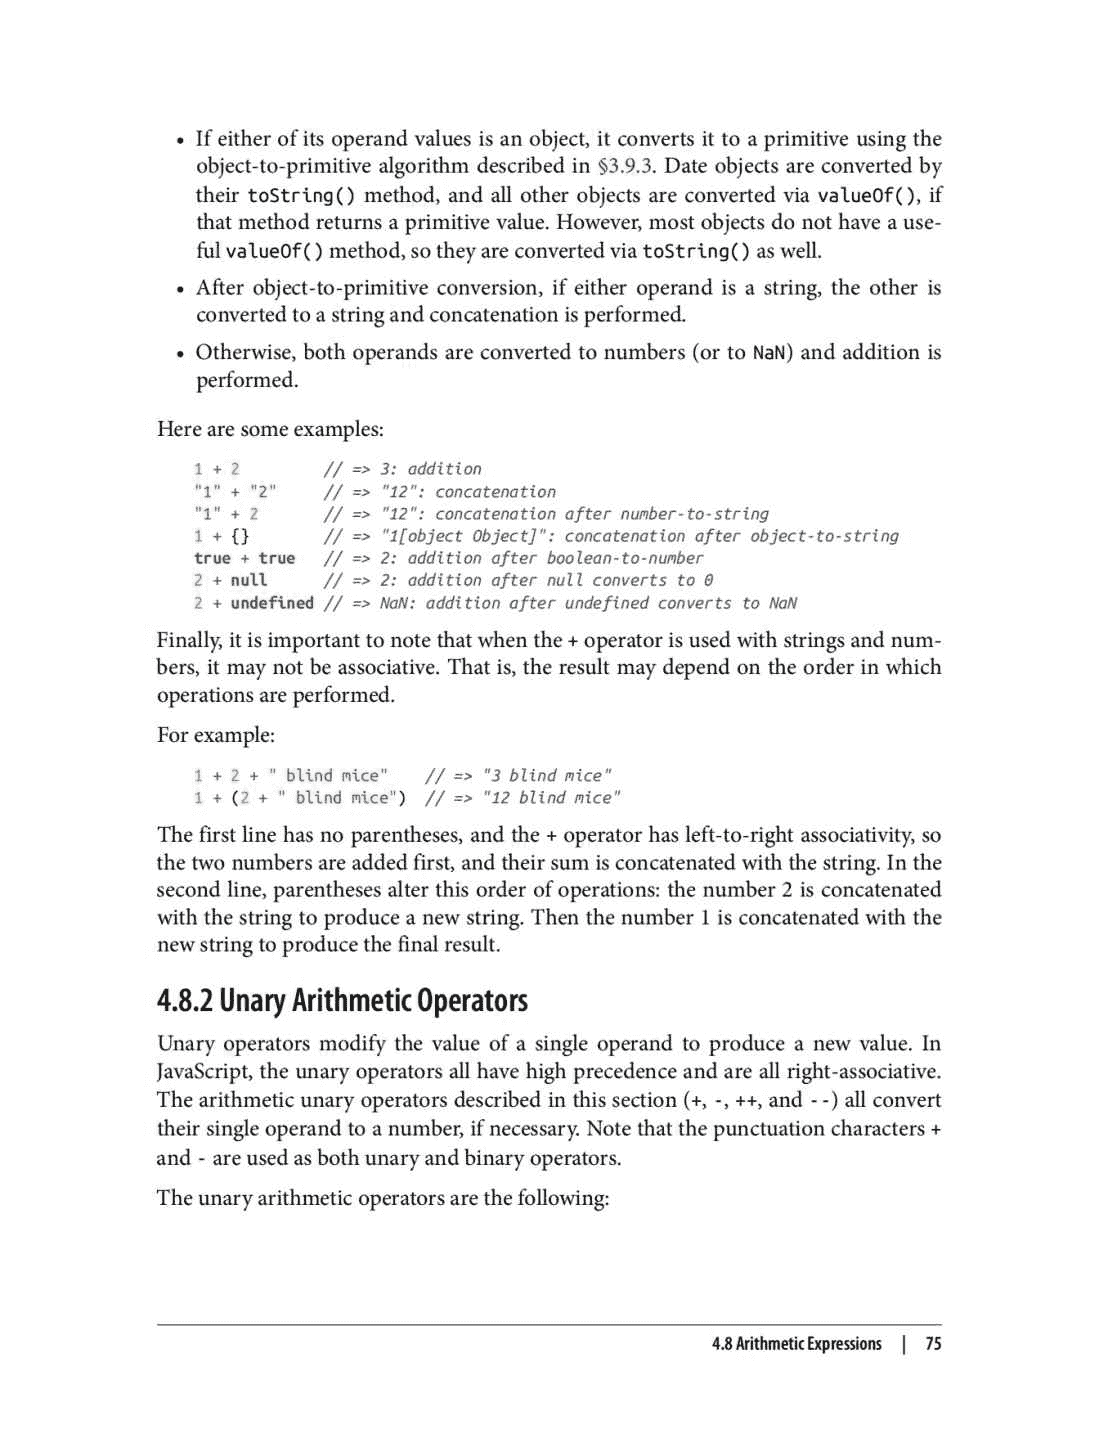 • If either of its operand values is an object, it converts it to a primitive using the
object-to-primitive algorithm described in §3.9.3. Date objects are converted by
their toString() method, and all other objects are converted via valueOf(), if
that method returns a primitive value. However, most objects do not have a use-
ful valueOf() method, so they are converted via toString() as well.
• After object-to-primitive conversion, if either operand is a string, the other is
converted to a string and concatenation is performed.
• Otherwise, both operands are converted to numbers (or to NaN) and addition is
performed.
Here are some examples:
1 + 2         // => 3: addition
"1" + "2"     // => "12": concatenation
"1" + 2       // => "12": concatenation after number-to-string
1 + {}        // => "1[object Object]": concatenation after object-to-string
true + true   // => 2: addition after boolean-to-number
2 + null      // => 2: addition after null converts to 0
2 + undefined // => NaN: addition after undefined converts to NaN
Finally, it is important to note that when the + operator is used with strings and num-
bers, it may not be associative. That is, the result may depend on the order in which
operations are performed.
For example:
1 + 2 + " blind mice"    // => "3 blind mice"
1 + (2 + " blind mice")  // => "12 blind mice"
The first line has no parentheses, and the + operator has left-to-right associativity, so
the two numbers are added first, and their sum is concatenated with the string. In the
second line, parentheses alter this order of operations: the number 2 is concatenated
with the string to produce a new string. Then the number 1 is concatenated with the
new string to produce the final result.
4.8.2 Unary Arithmetic Operators
Unary operators modify the value of a single operand to produce a new value. In
JavaScript, the unary operators all have high precedence and are all right-associative.
The arithmetic unary operators described in this section (+, -, ++, and --) all convert
their single operand to a number, if necessary. Note that the punctuation characters +
and - are used as both unary and binary operators.
The unary arithmetic operators are the following:
4.8 Arithmetic Expressions | 75